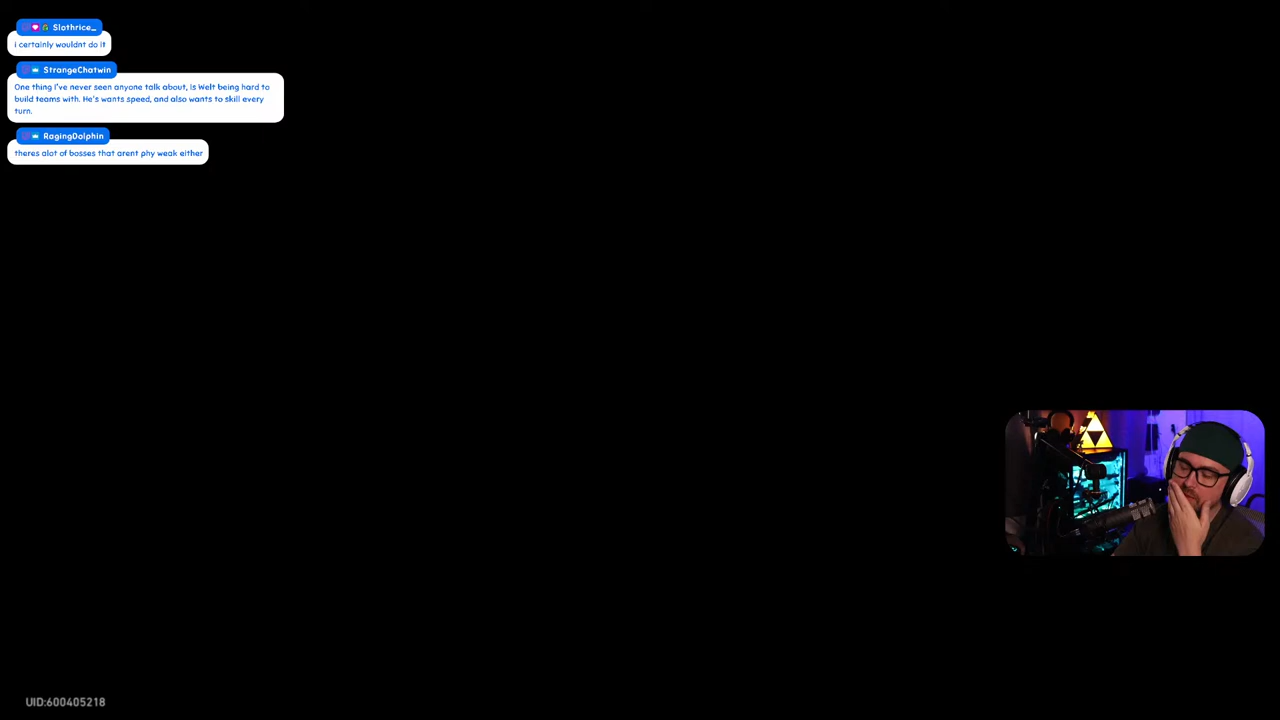 Slothrice_
i certainly wouldnt do it
StrangeChatwin
One thing I've never seen anyone talk about, is Welt being hard to
build teams with. He's wants speed, and also wants to skill every
turn.
RagingDolphin
theres alot of bosses that arent phy weak either
UID:600405218